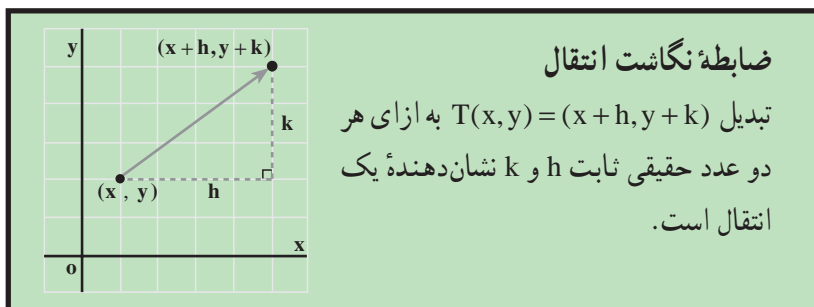 ضابطهٔ نگاشت انتقال
تبدیل T(x,y)=(x+h,y+k) به ازای هر
دو عدد حقیقی ثابت h و k نشان‌دهندهٔ یک
انتقال است.
y
(x+h,y+k)
k
(x , y)
h
x
o